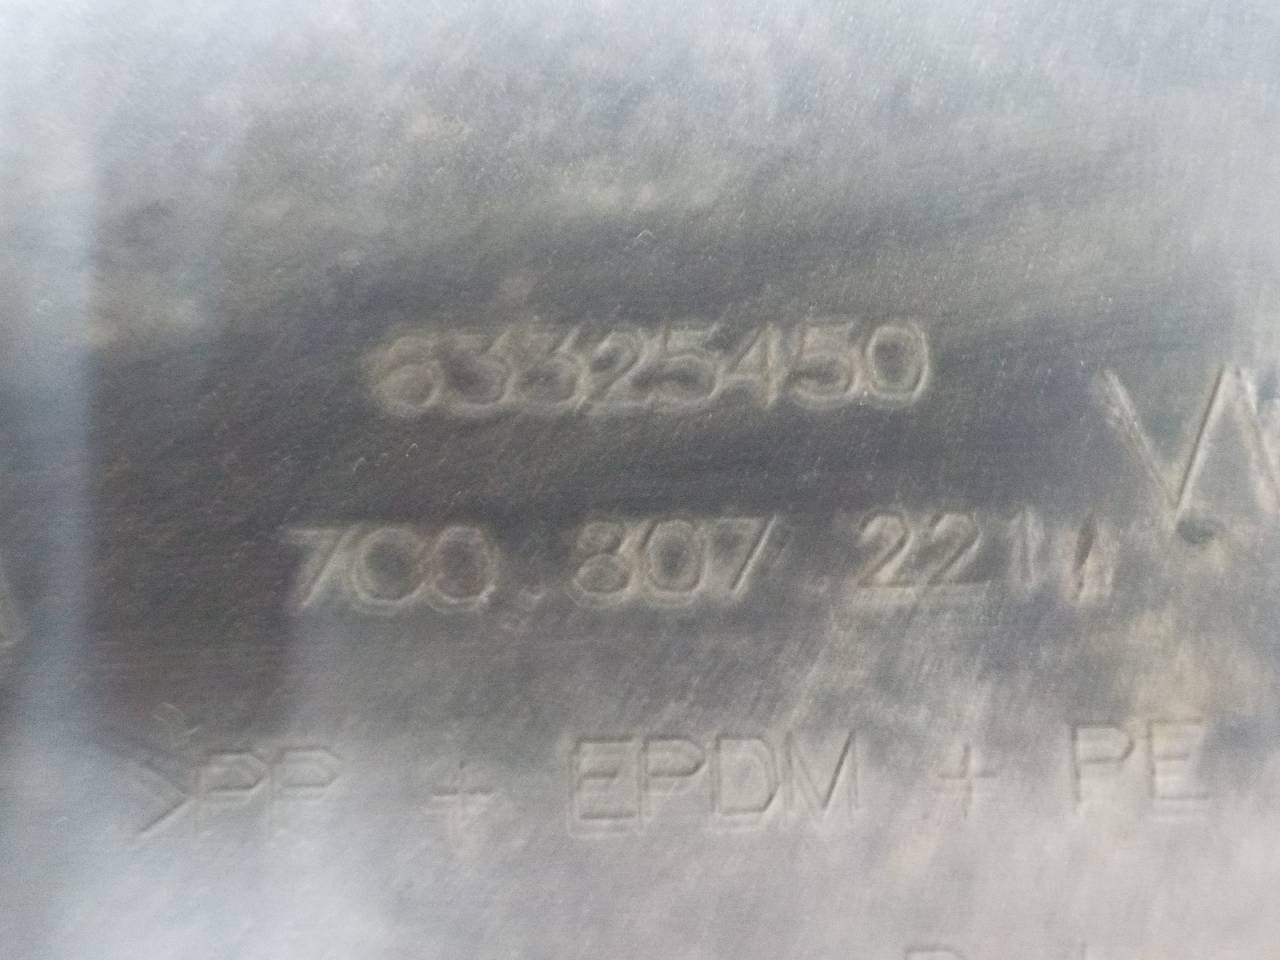 63325450
7C0.807.221
>PP + EPDM + PE